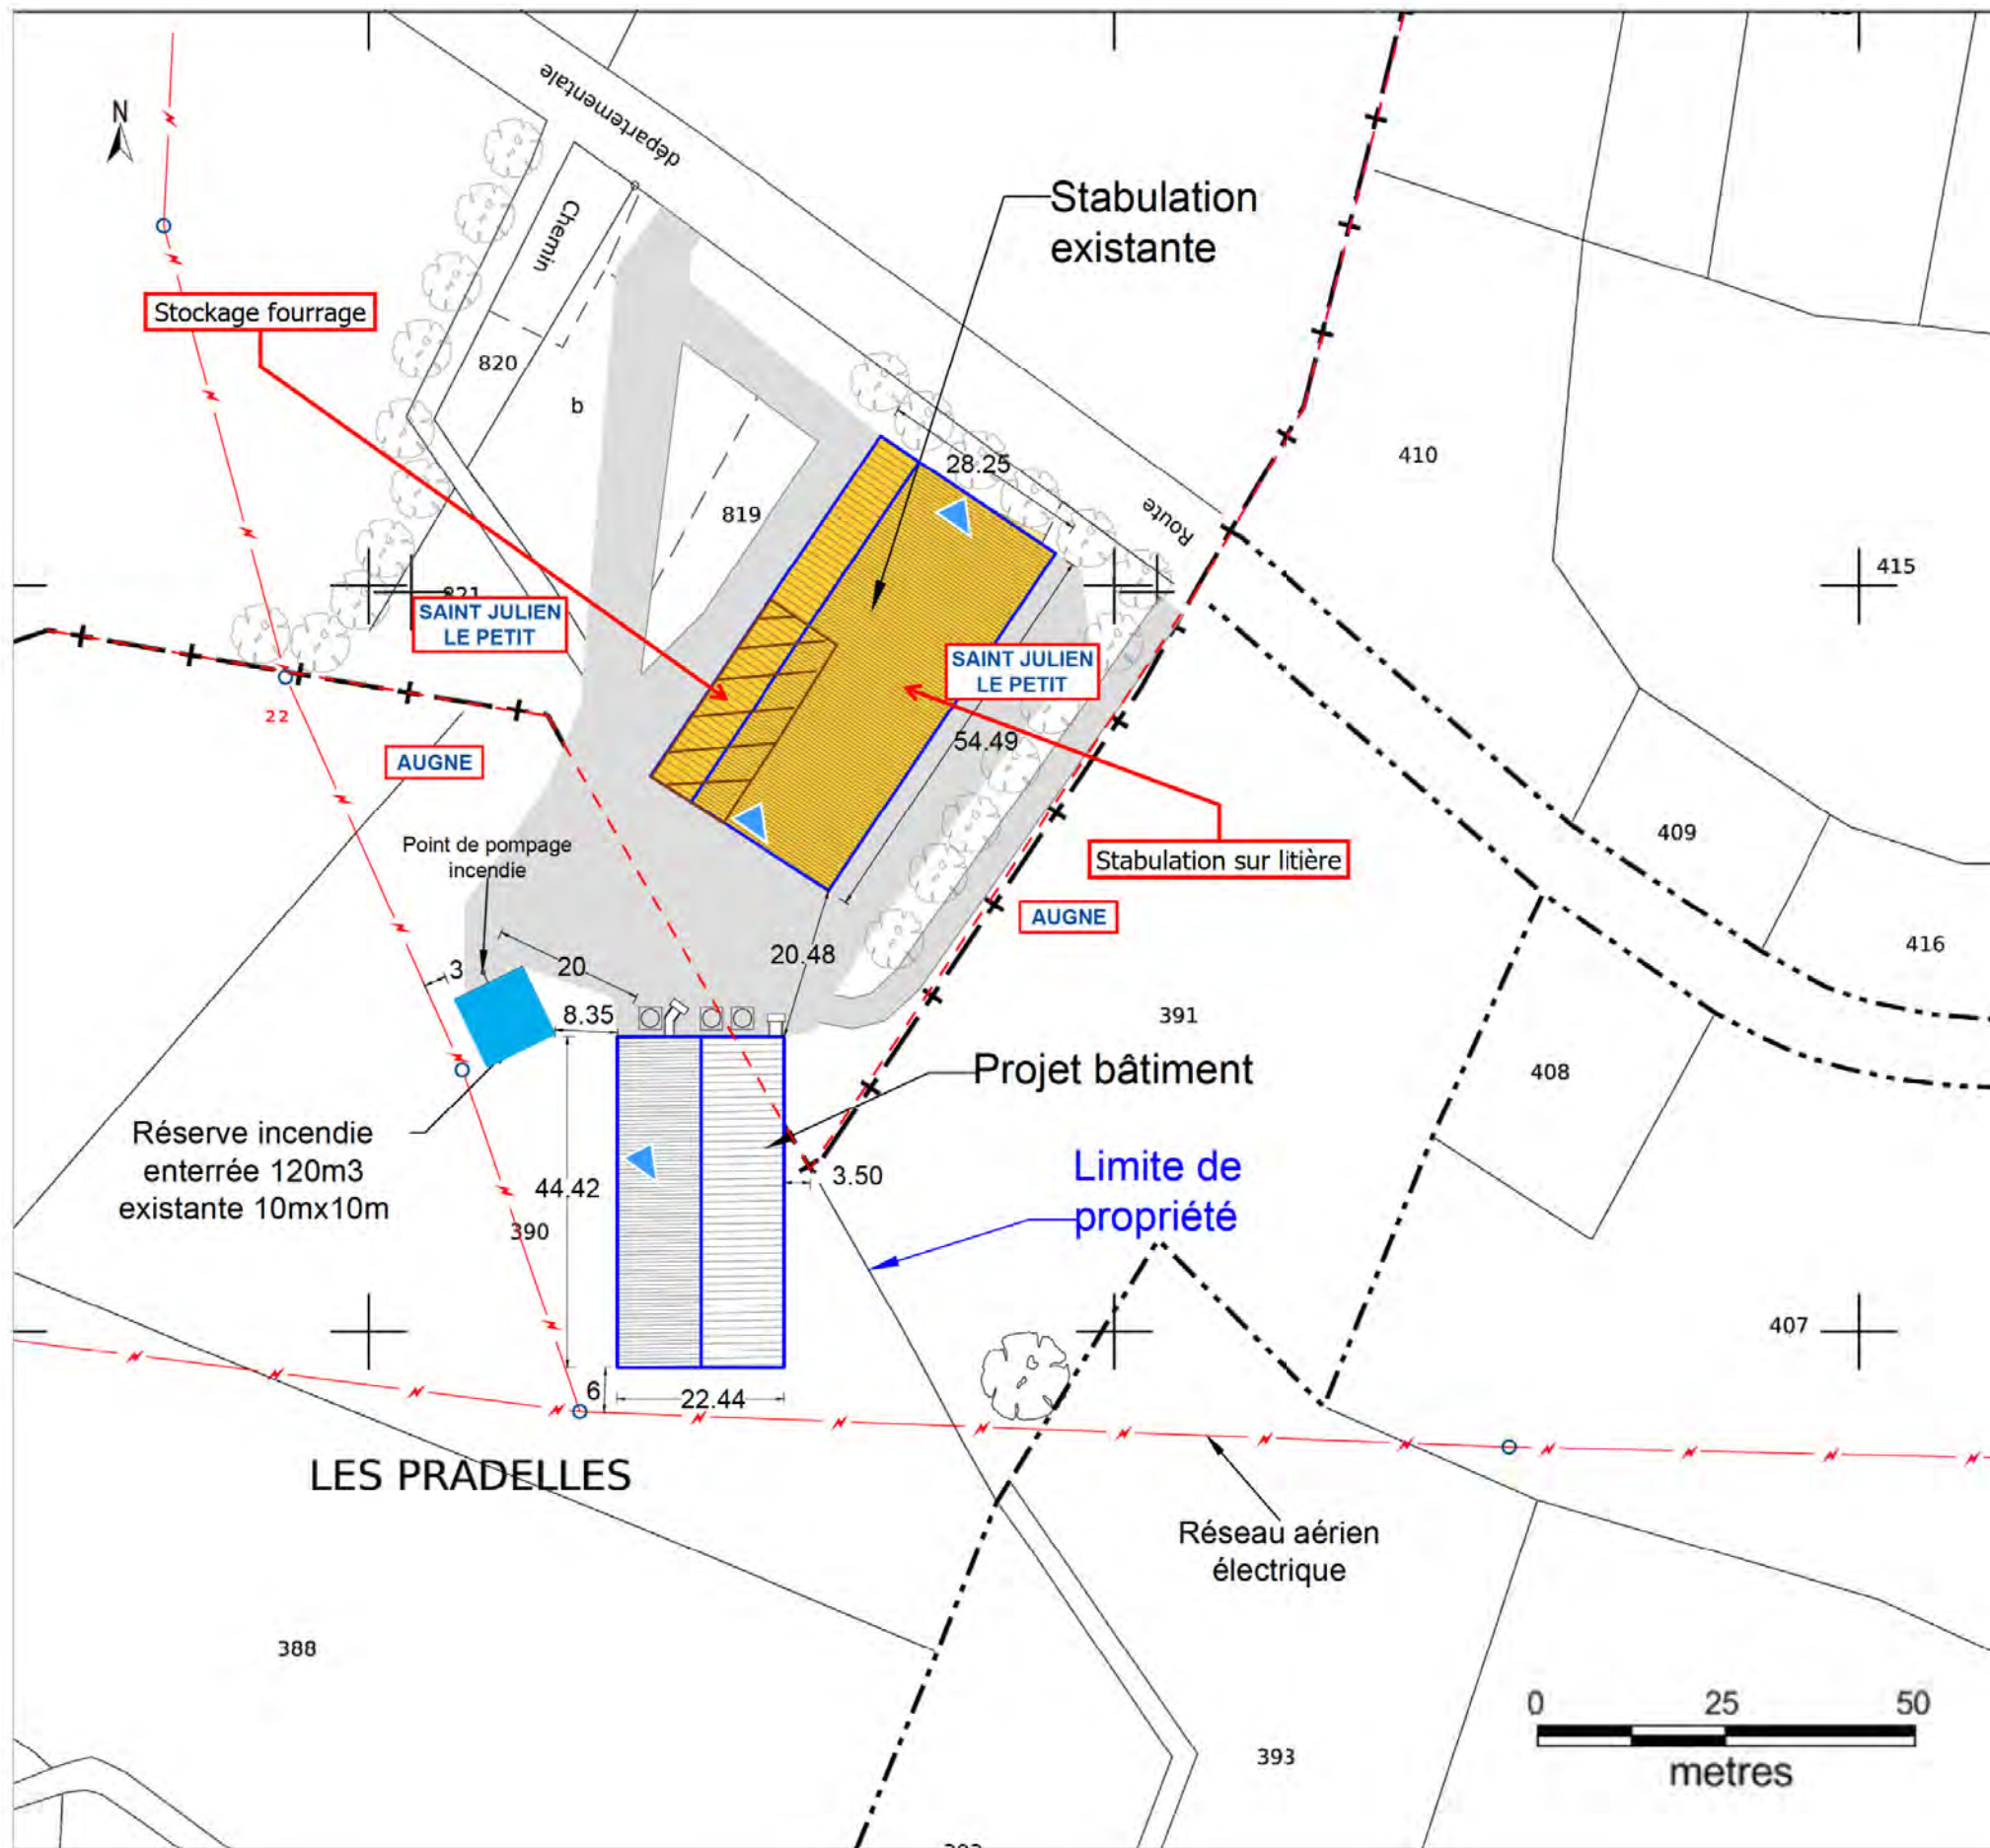 départementale
N
Stabulation
existante
Chemin
Stockage fourrage
820
b
28.25
410
819
Route
415
821
SAINT JULIEN
LE PETIT
SAINT JULIEN
LE PETIT
22
54.49
AUGNE
409
Point de pompage
incendie
Stabulation sur litière
AUGNE
416
20.48
3
20
8.35
391
Projet bâtiment
408
Réserve incendie
enterrée 120m3
existante 10mx10m
Limite de
propriété
44.42
3.50
390
407
6
22.44
LES PRADELLES
Réseau aérien
électrique
388
0 25 50
metres
393